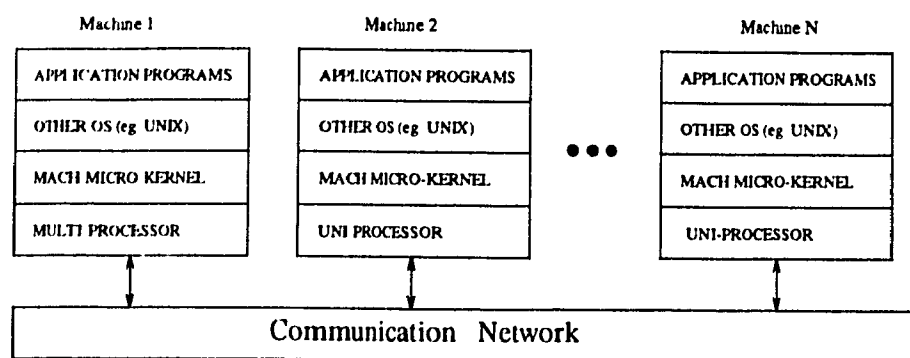 Machine 1
Machine 2
Machine N
APPLICATION PROGRAMS
APPLICATION PROGRAMS
APPLICATION PROGRAMS
OTHER OS (eg UNIX)
OTHER OS (eg UNIX)
OTHER OS (eg UNIX)
MACH MICRO KERNEL
MACH MICRO-KERNEL
MACH MICRO-KERNEL
MULTI PROCESSOR
UNI PROCESSOR
UNI-PROCESSOR
Communication Network